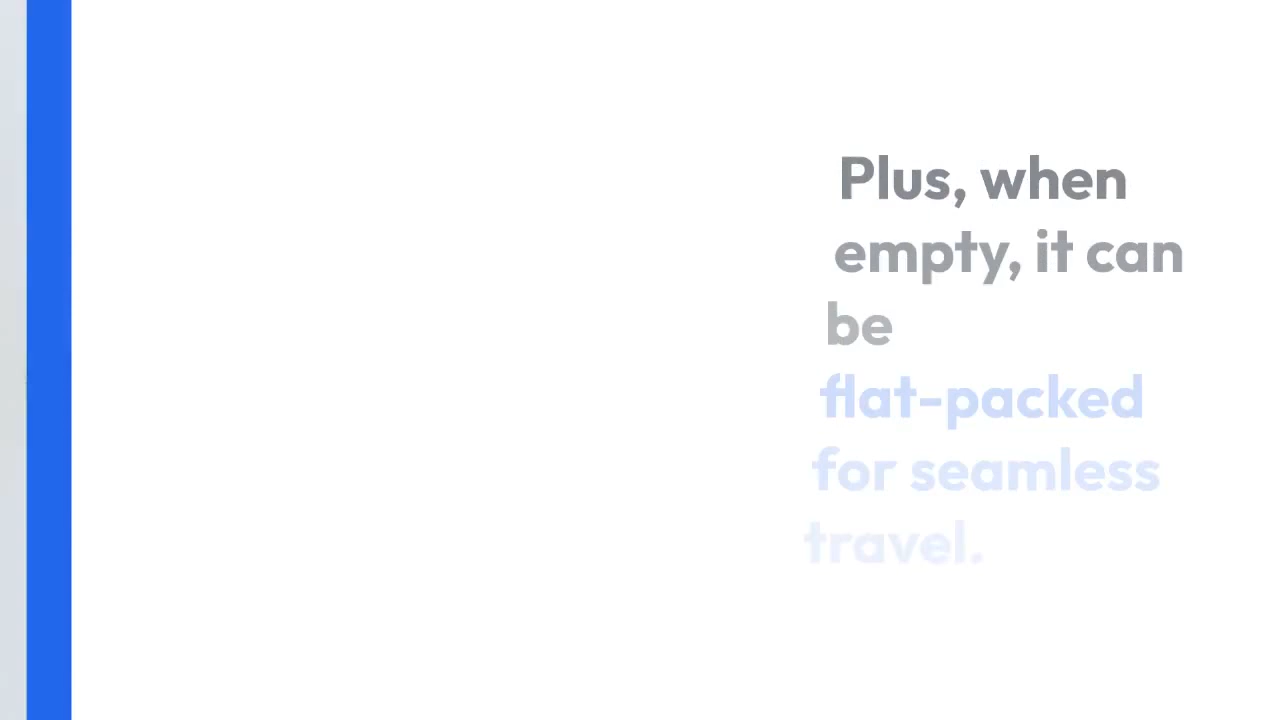 Plus, when
empty, it can
be
flat-packed
for seamless
travel.